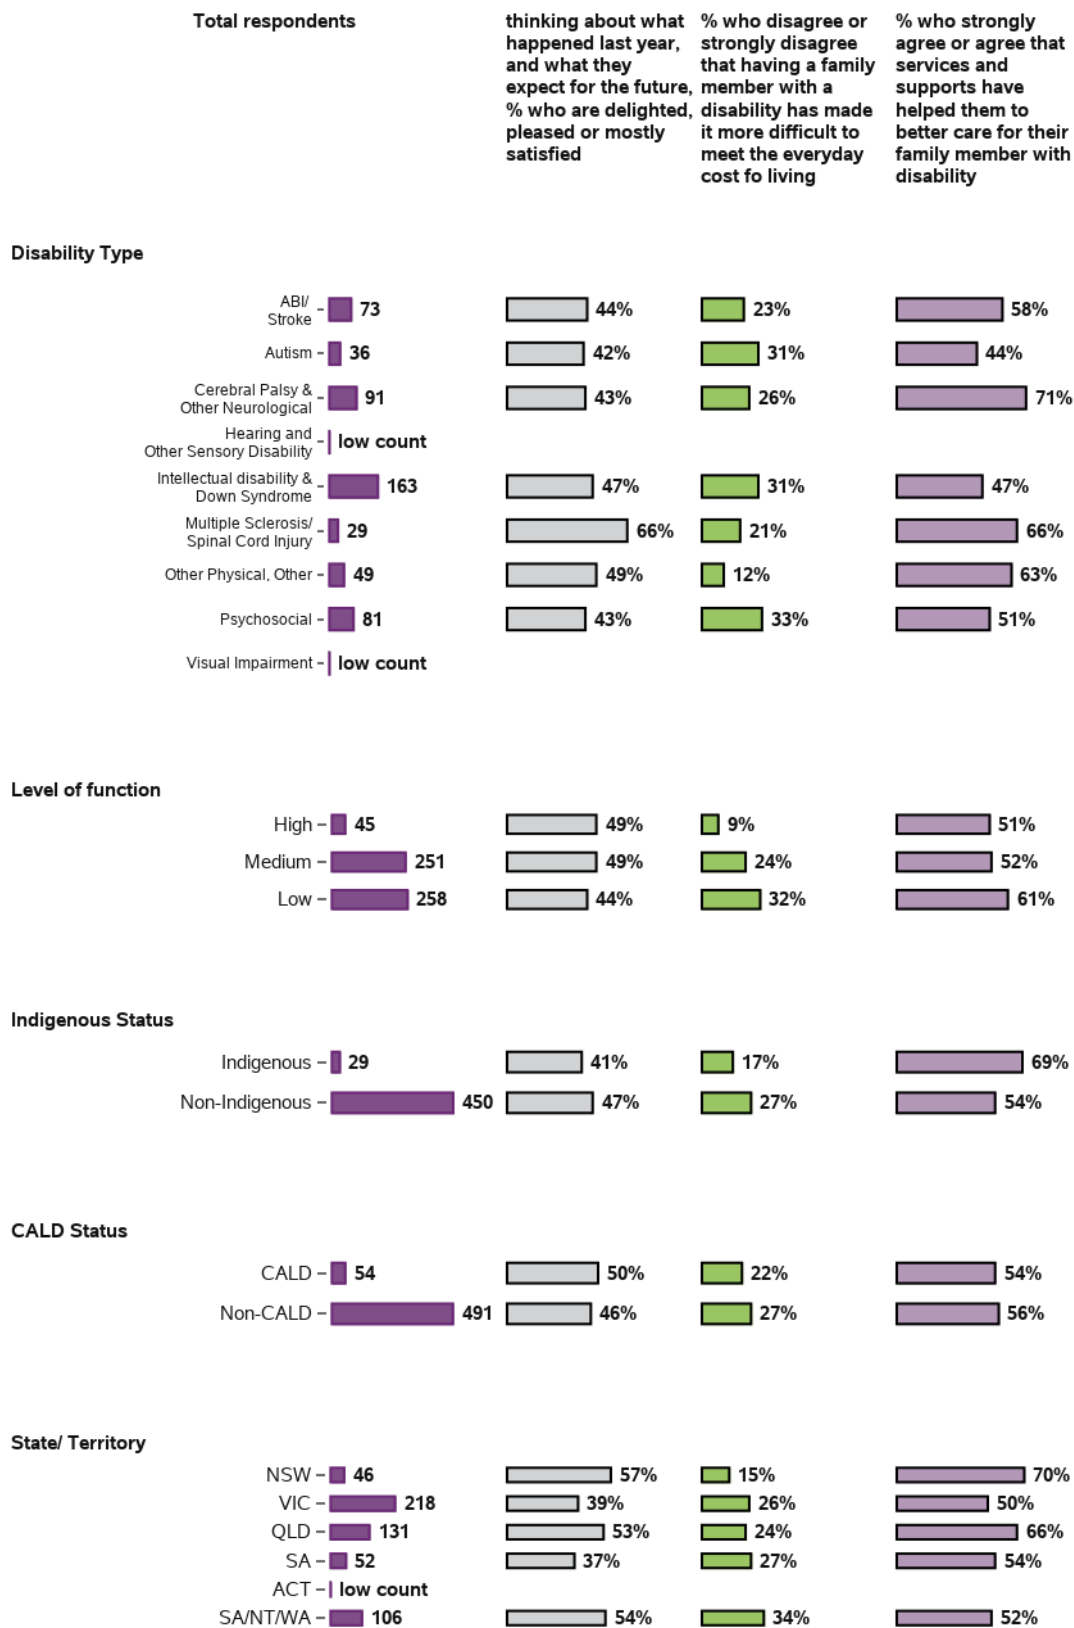 Total respondents
thinking about what
happened last year,
and what they
expect for the future,
% who are delighted,
pleased or mostly
satisfied
% who disagree or
strongly disagree
that having a family
member with a
disability has made
it more difficult to
meet the everyday
cost fo living
% who strongly
agree or agree that
services and
supports have
helped them to
better care for their
family member with
disability
Disability Type
ABI/
Stroke
73 44% 23% 58%
Autism 36 42% 31% 44%
Cerebral Palsy &
Other Neurological
91 43% 26% 71%
Hearing and
Other Sensory Disability
low count
Intellectual disability &
Down Syndrome
163 47% 31% 47%
Multiple Sclerosis/
Spinal Cord Injury
29 66% 21% 66%
Other Physical, Other 49 49% 12% 63%
Psychosocial 81 43% 33% 51%
Visual Impairment low count
Level of function
High 45 49% 9% 51%
Medium 251 49% 24% 52%
Low 258 44% 32% 61%
Indigenous Status
Indigenous 29 41% 17% 69%
Non-Indigenous 450 47% 27% 54%
CALD Status
CALD 54 50% 22% 54%
Non-CALD 491 46% 27% 56%
State/ Territory
NSW 46 57% 15% 70%
VIC 218 39% 26% 50%
QLD 131 53% 24% 66%
SA 52 37% 27% 54%
ACT low count
SA/NT/WA 106 54% 34% 52%